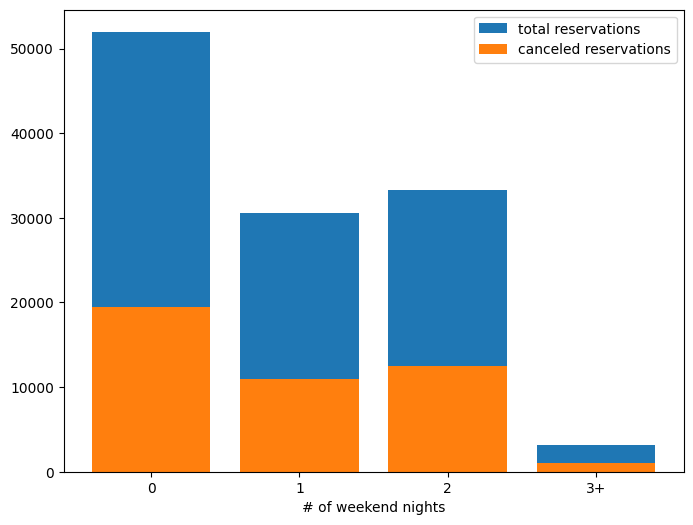 total reservations
canceled reservations
50000
40000
30000
20000
10000
0
0 1 2 3+
# of weekend nights